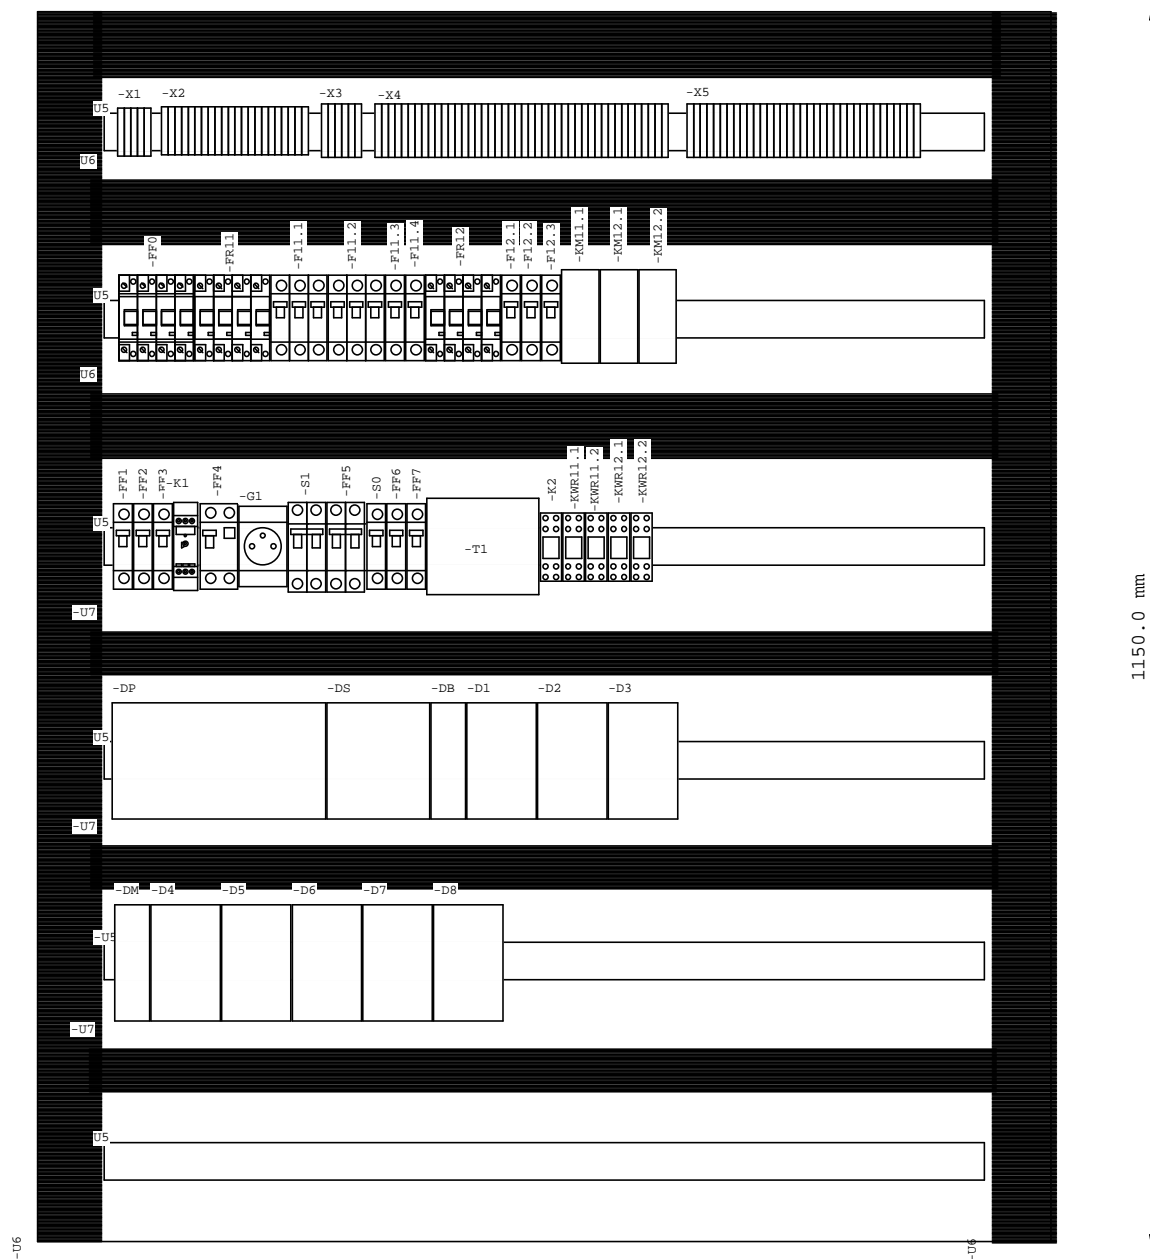 -X1 -X2 -X3 -X4 -X5
U5
U6
-FF0 -FR11 -F11.1 -F11.2 -F11.3 -F11.4 -FR12 -F12.1 -F12.2 -F12.3 -KM11.1 -KM12.1 -KM12.2
U5
U6
-FF1 -FF2 -FF3 -K1 -FF4 -G1 -S1 -FF5 -S0 -FF6 -FF7 -K2 -KWR11.1 -KWR11.2 -KWR12.1 -KWR12.2
U5
-T1
-U7
1150.0 mm
-DP -DS -DB -D1 -D2 -D3
U5
-U7
-DM -D4 -D5 -D6 -D7 -D8
-U5
-U7
U5
-U6 -U6